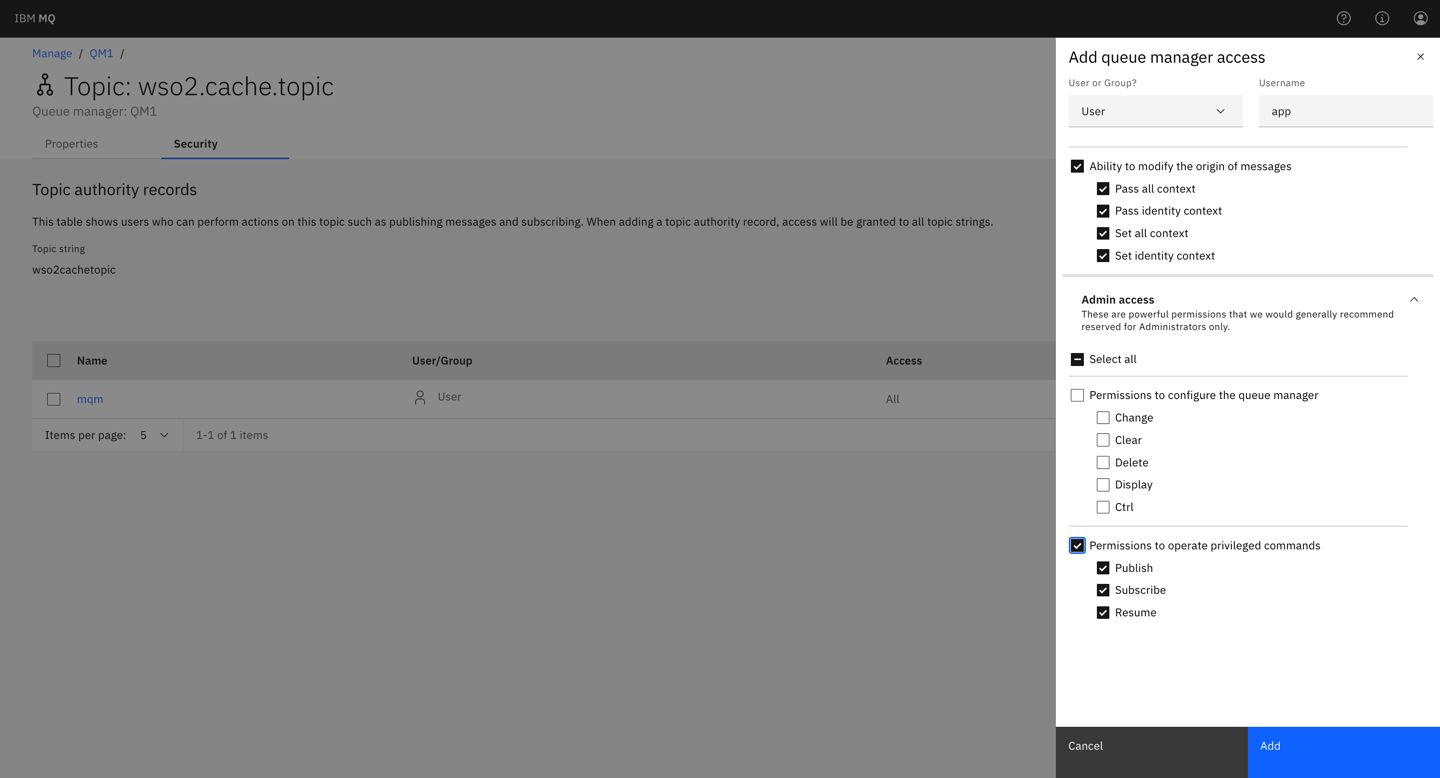 IBM MQ
Manage / QM1 /
Topic: wso2.cache.topic
Queue manager: QM1
Properties
Security
Topic authority records
This table shows users who can perform actions on this topic such as publishing messages and subscribing. When adding a topic authority record, access will be granted to all topic strings.
Topic string
wso2cachetopic
Name User/Group Access
mqm User All
Items per page: 5 1-1 of 1 items
Add queue manager access
User or Group? Username
User app
Ability to modify the origin of messages
Pass all context
Pass identity context
Set all context
Set identity context
Admin access
These are powerful permissions that we would generally recommend
reserved for Administrators only.
Select all
Permissions to configure the queue manager
Change
Clear
Delete
Display
Ctrl
Permissions to operate privileged commands
Publish
Subscribe
Resume
Cancel Add